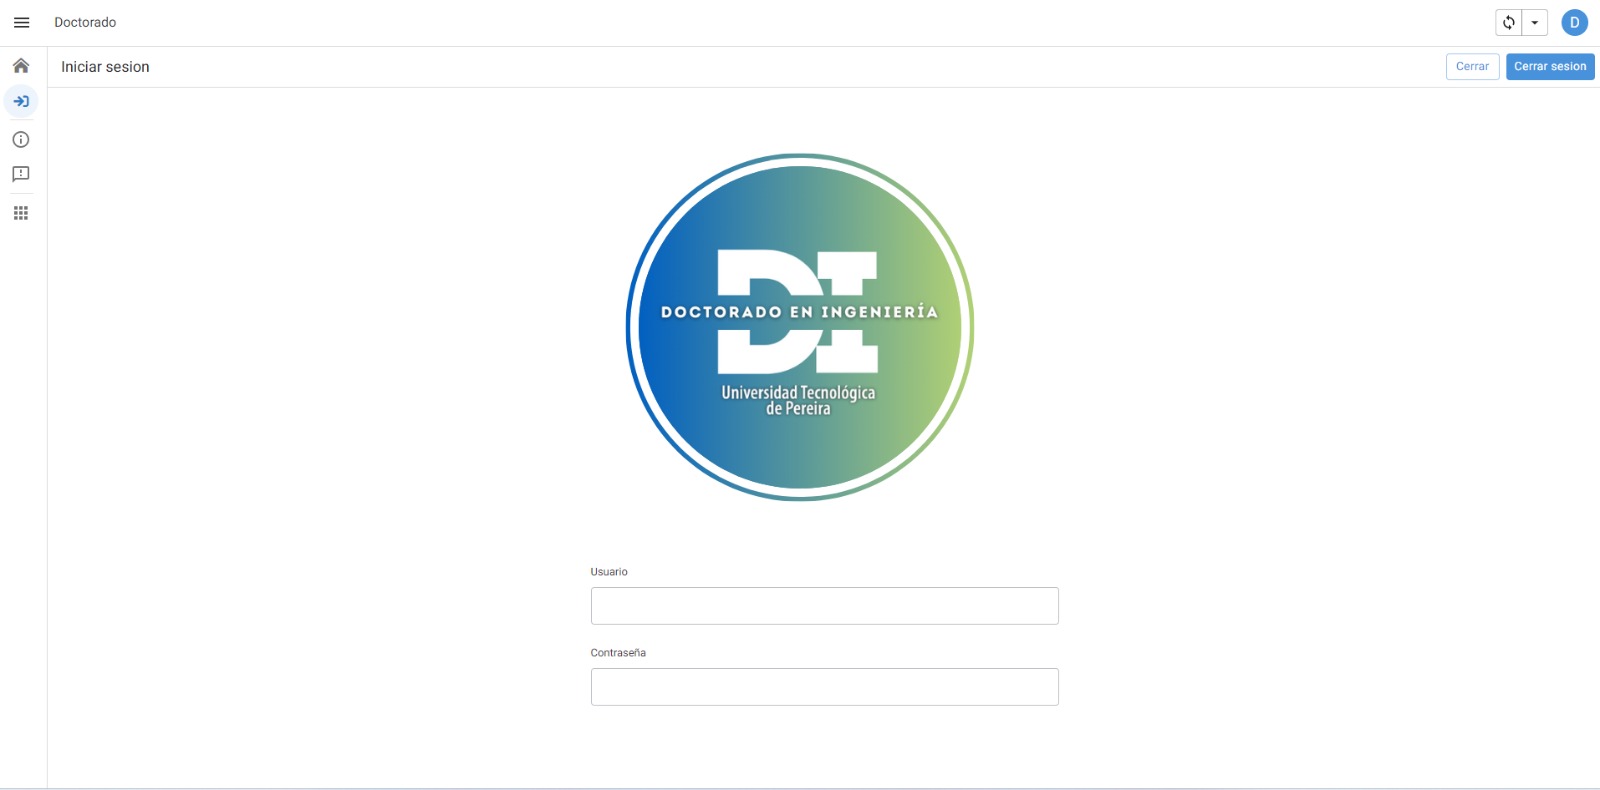 Doctorado
D
Iniciar sesion
Cerrar
Cerrar sesion
DI
DOCTORADO EN INGENIERÍA
Universidad Tecnológica
de Pereira
Usuario
Contraseña